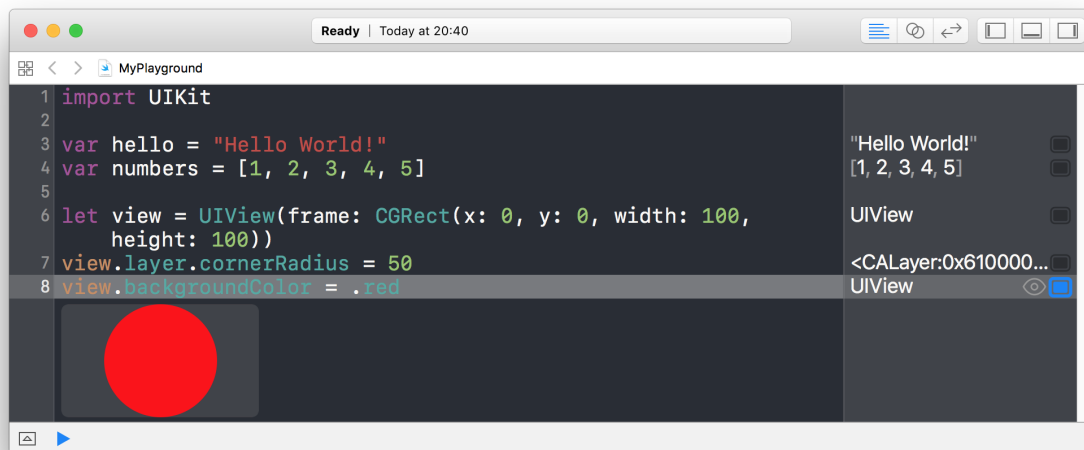 Ready | Today at 20:40
MyPlayground
1 import UIKit
2
3 var hello = "Hello World!" "Hello World!"
4 var numbers = [1, 2, 3, 4, 5] [1, 2, 3, 4, 5]
5
6 let view = UIView(frame: CGRect(x: 0, y: 0, width: 100, UIView
height: 100))
7 view.layer.cornerRadius = 50 <CALayer:0x610000...
8 view.backgroundColor = .red UIView